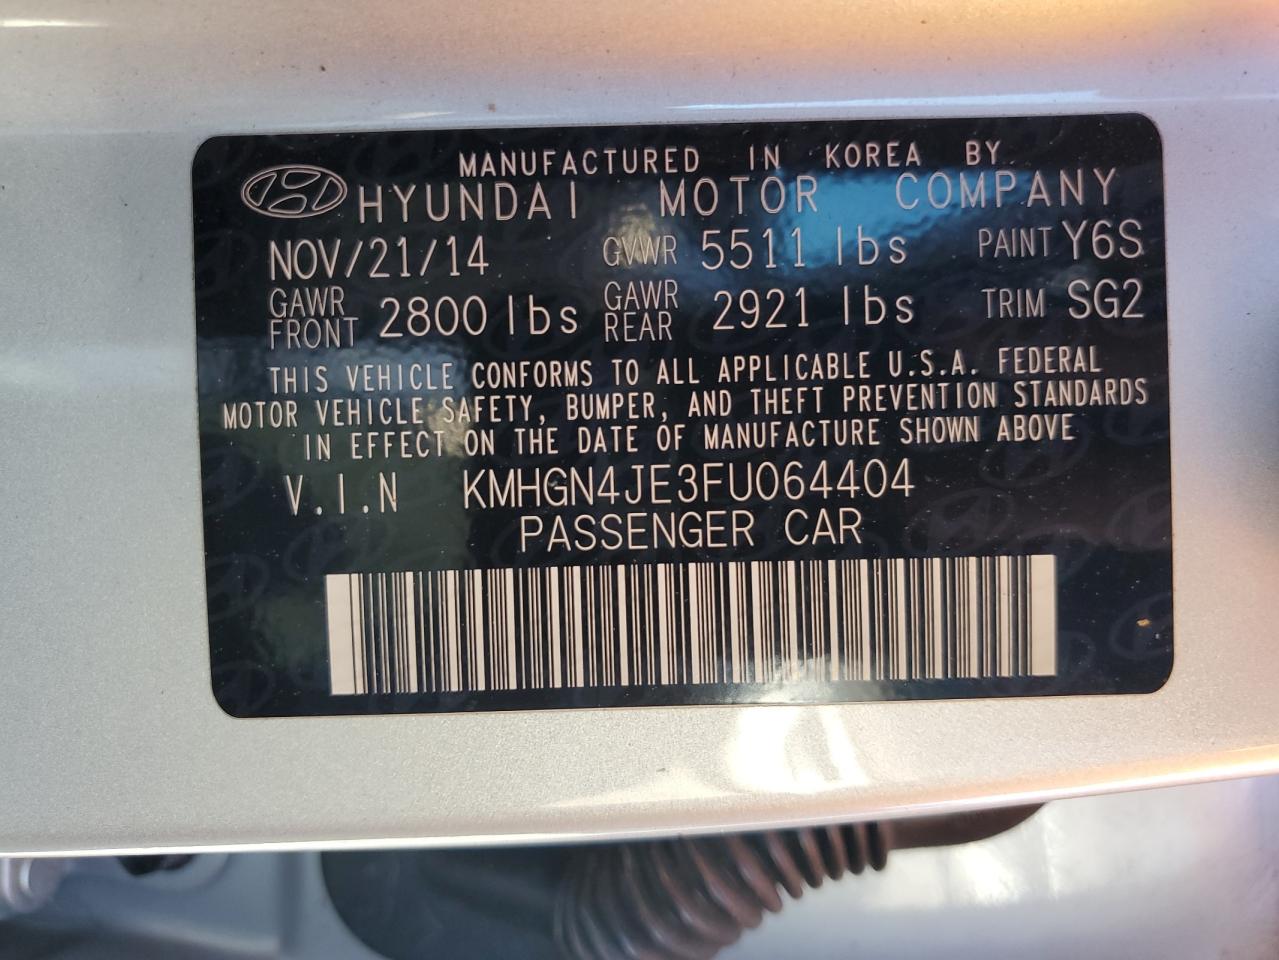 MANUFACTURED IN KOREA BY
HYUNDAI MOTOR COMPANY
NOV/21/14 GVWR 5511 lbs PAINT Y6S
GAWR FRONT 2800 lbs GAWR REAR 2921 lbs TRIM SG2
THIS VEHICLE CONFORMS TO ALL APPLICABLE U.S.A. FEDERAL
MOTOR VEHICLE SAFETY, BUMPER, AND THEFT PREVENTION STANDARDS
IN EFFECT ON THE DATE OF MANUFACTURE SHOWN ABOVE
V.I.N KMHGN4JE3FU064404
PASSENGER CAR